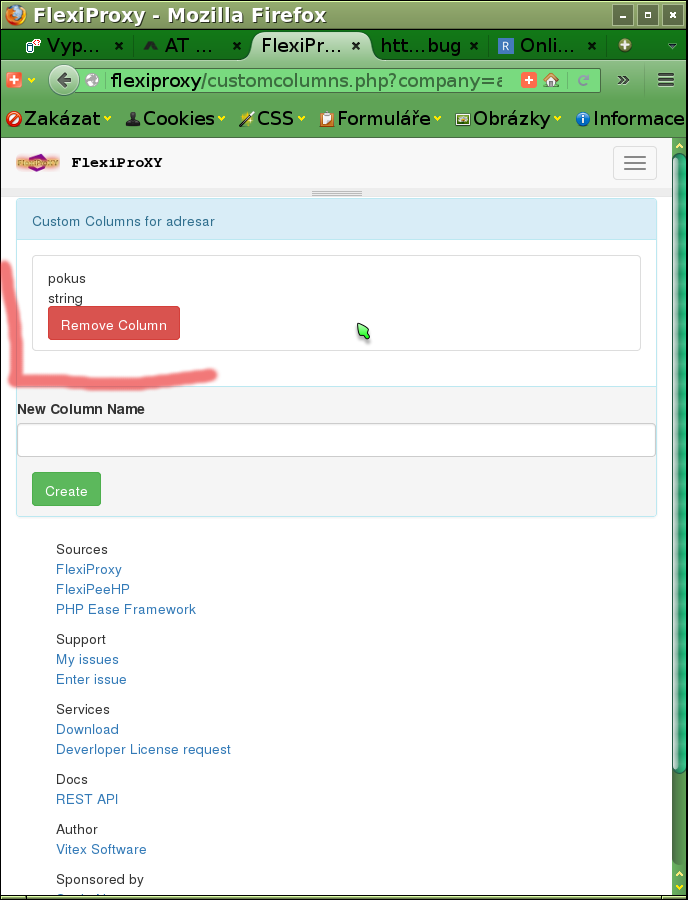 FlexiProxy - Mozilla Firefox
Vyp... AT ... FlexiPr... htt...bug Onli...
flexiproxy/customcolumns.php?company=a
Zakázat Cookies CSS Formuláře Obrázky Informace
FlexiProXY
Custom Columns for adresar
pokus
string
Remove Column
New Column Name
Create
Sources
FlexiProxy
FlexiPeeHP
PHP Ease Framework
Support
My issues
Enter issue
Services
Download
Deverloper License request
Docs
REST API
Author
Vitex Software
Sponsored by